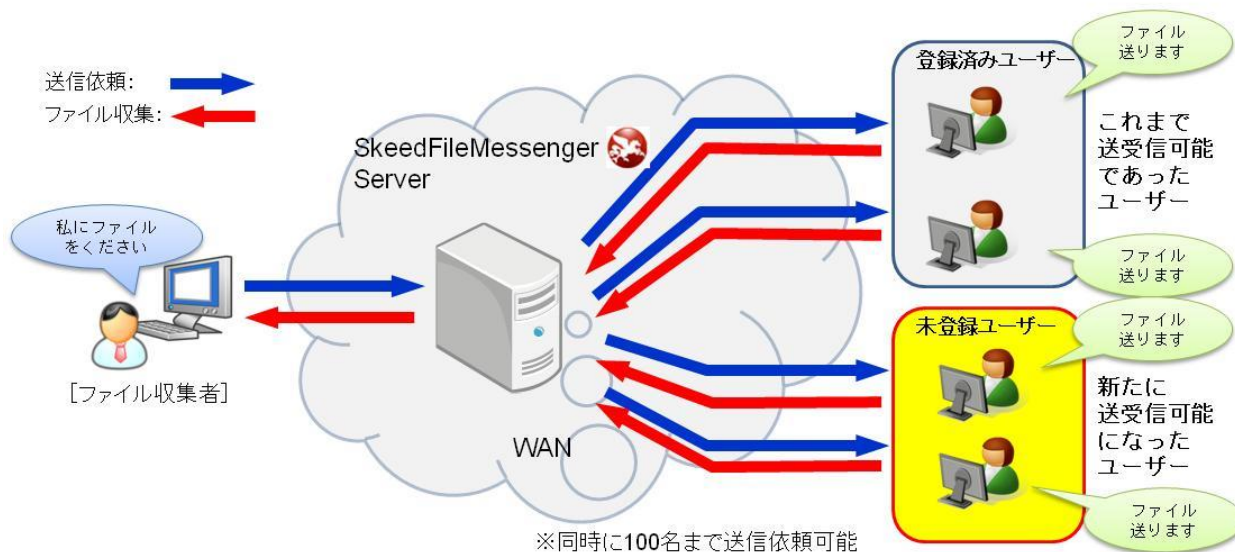 送信依頼:
ファイル収集:
私にファイル
をください
[ファイル収集者]
SkeedFileMessenger
Server
WAN
※同時に100名まで送信依頼可能
登録済みユーザー
ファイル
送ります
これまで
送受信可能
であった
ユーザー
ファイル
送ります
未登録ユーザー
ファイル
送ります
新たに
送受信可能
になった
ユーザー
ファイル
送ります